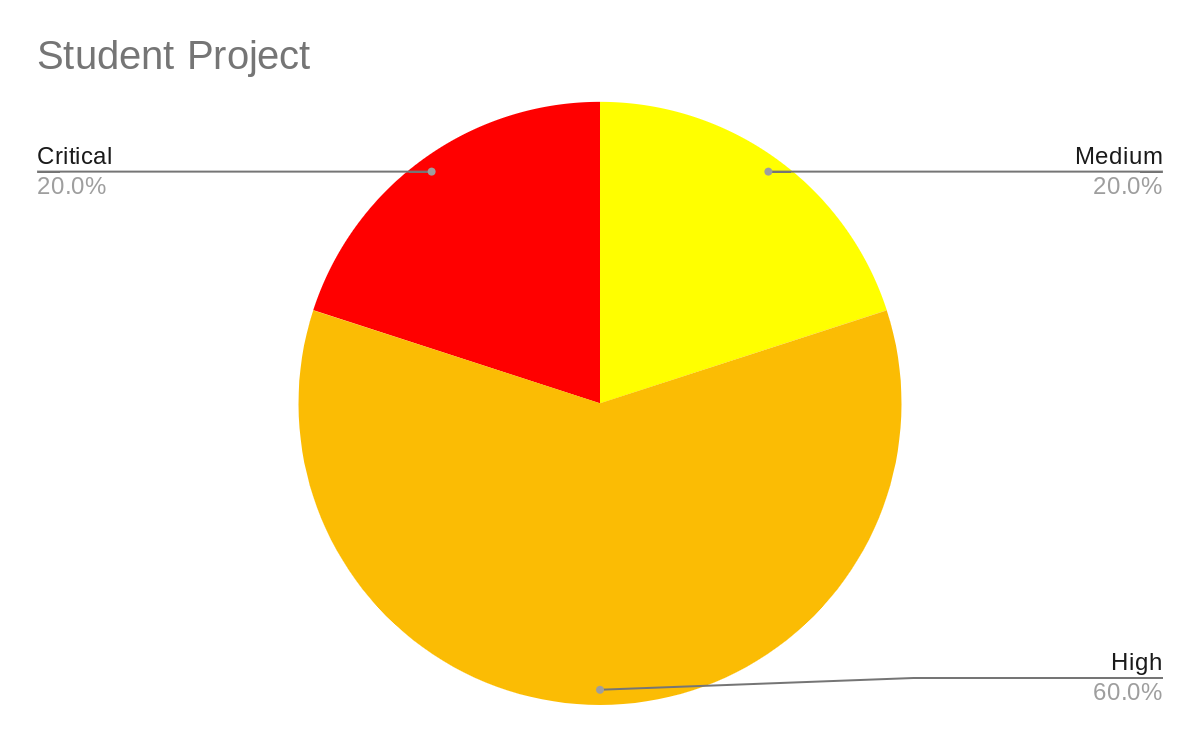 Student Project
Critical
20.0%
Medium
20.0%
High
60.0%